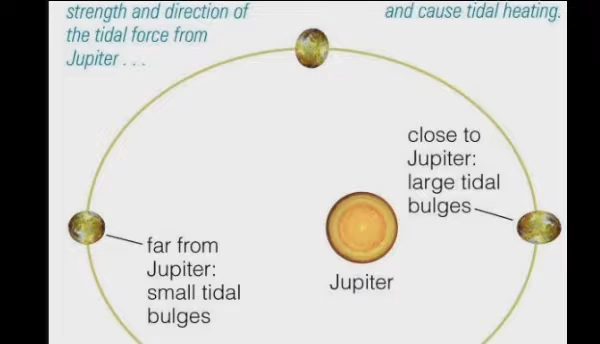 strength and direction of
the tidal force from
Jupiter . . .
and cause tidal heating.
close to
Jupiter:
large tidal
bulges
far from
Jupiter:
small tidal
bulges
Jupiter